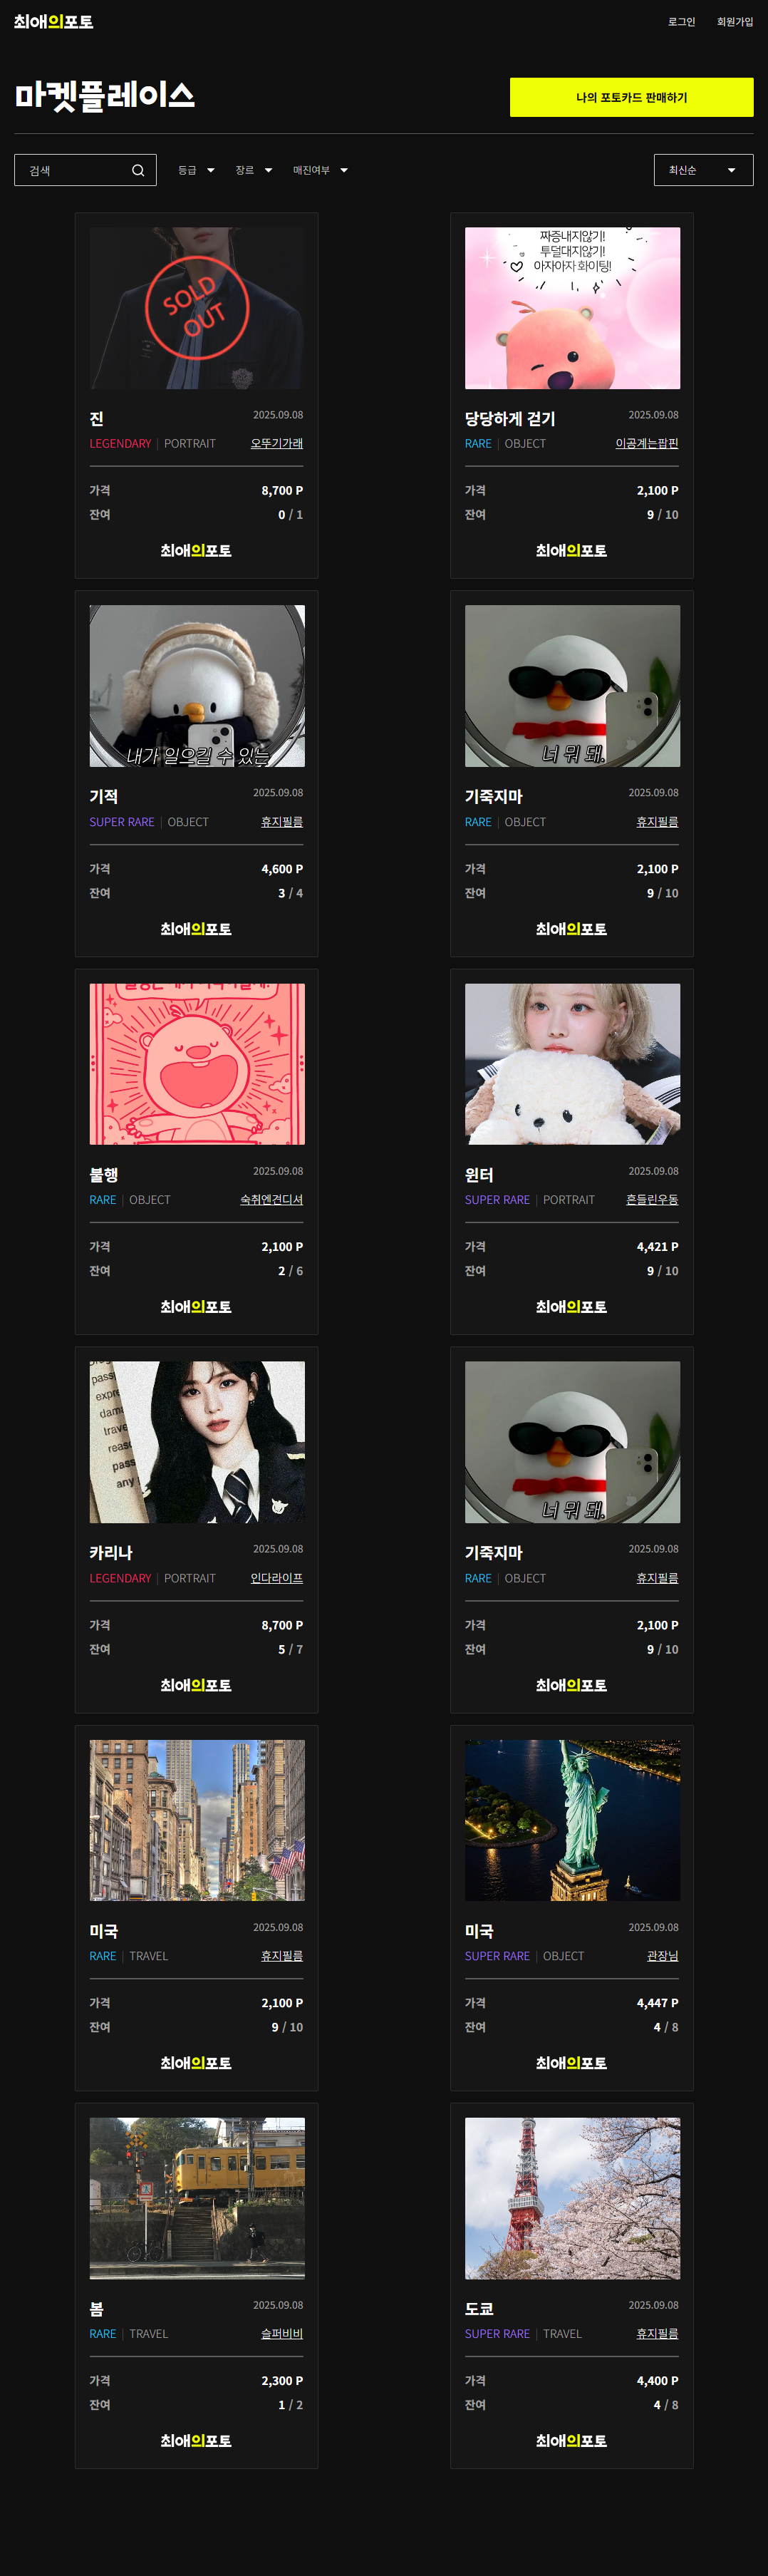 최애의포토
로그인 회원가입
마켓플레이스
나의 포토카드 판매하기
검색 등급 장르 매진여부 최신순
SOLD
OUT
진 2025.09.08
LEGENDARY | PORTRAIT 오뚜기가래
가격 8,700 P
잔여 0 / 1
최애의포토
짜증내지않기!
투덜대지않기!
아자아자 화이팅!
당당하게 걷기 2025.09.08
RARE | OBJECT 이공계는팝핀
가격 2,100 P
잔여 9 / 10
최애의포토
내가 일으킬 수 있는
기적 2025.09.08
SUPER RARE | OBJECT 휴지필름
가격 4,600 P
잔여 3 / 4
최애의포토
너 뭐 돼.
기죽지마 2025.09.08
RARE | OBJECT 휴지필름
가격 2,100 P
잔여 9 / 10
최애의포토
불행 2025.09.08
RARE | OBJECT 숙취엔견디셔
가격 2,100 P
잔여 2 / 6
최애의포토
윈터 2025.09.08
SUPER RARE | PORTRAIT 흔들린우동
가격 4,421 P
잔여 9 / 10
최애의포토
pass
any
카리나 2025.09.08
LEGENDARY | PORTRAIT 인다라이프
가격 8,700 P
잔여 5 / 7
최애의포토
너 뭐 돼.
기죽지마 2025.09.08
RARE | OBJECT 휴지필름
가격 2,100 P
잔여 9 / 10
최애의포토
미국 2025.09.08
RARE | TRAVEL 휴지필름
가격 2,100 P
잔여 9 / 10
최애의포토
미국 2025.09.08
SUPER RARE | OBJECT 관장님
가격 4,447 P
잔여 4 / 8
최애의포토
봄 2025.09.08
RARE | TRAVEL 슬퍼비비
가격 2,300 P
잔여 1 / 2
최애의포토
도쿄 2025.09.08
SUPER RARE | TRAVEL 휴지필름
가격 4,400 P
잔여 4 / 8
최애의포토